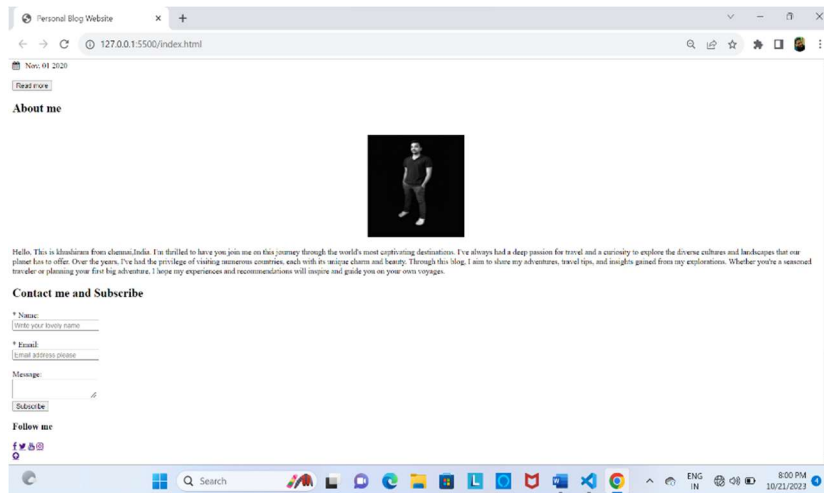 Personal Blog Website
127.0.0.1:5500/index.html
Nov, 01 2020
Read more
About me
Hello, This is khushiram from chennai,India. I'm thrilled to have you join me on this journey through the world's most captivating destinations. I've always had a deep passion for travel and a curiosity to explore the diverse cultures and landscapes that our
planet has to offer. Over the years, I've had the privilege of visiting numerous countries, each with its unique charm and beauty. Through this blog, I aim to share my adventures, travel tips, and insights gained from my explorations. Whether you're a seasoned
traveler or planning your first big adventure, I hope my experiences and recommendations will inspire and guide you on your own voyages.
Contact me and Subscribe
* Name:
Write your lovely name
* Email:
Email address please
Message:
Subscribe
Follow me
Search
ENG
IN
8:00 PM
10/21/2023